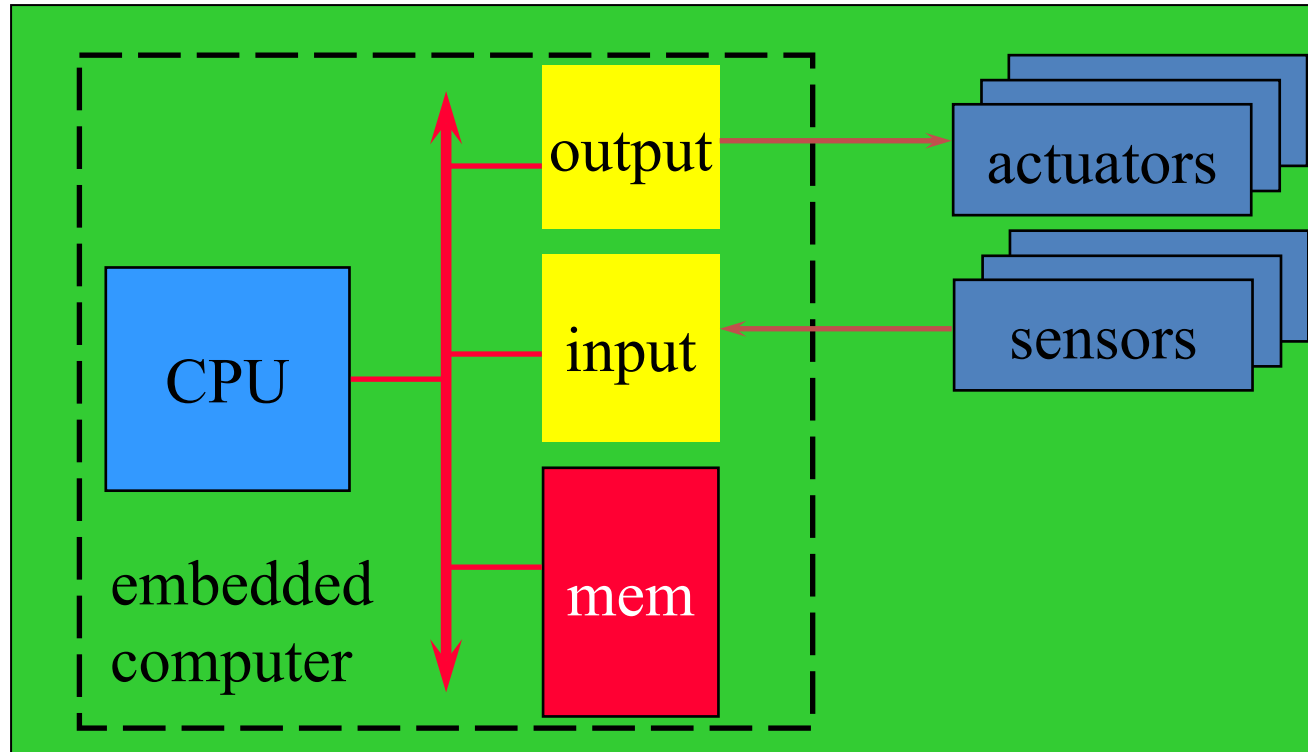 output
actuators
input
sensors
CPU
mem
embedded
computer